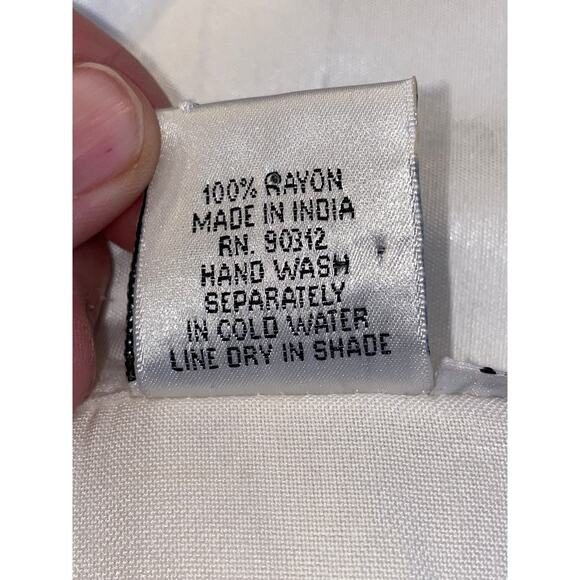 100% RAYON
MADE IN INDIA
RN. 90312
HAND WASH
SEPARATELY
IN COLD WATER
LINE DRY IN SHADE